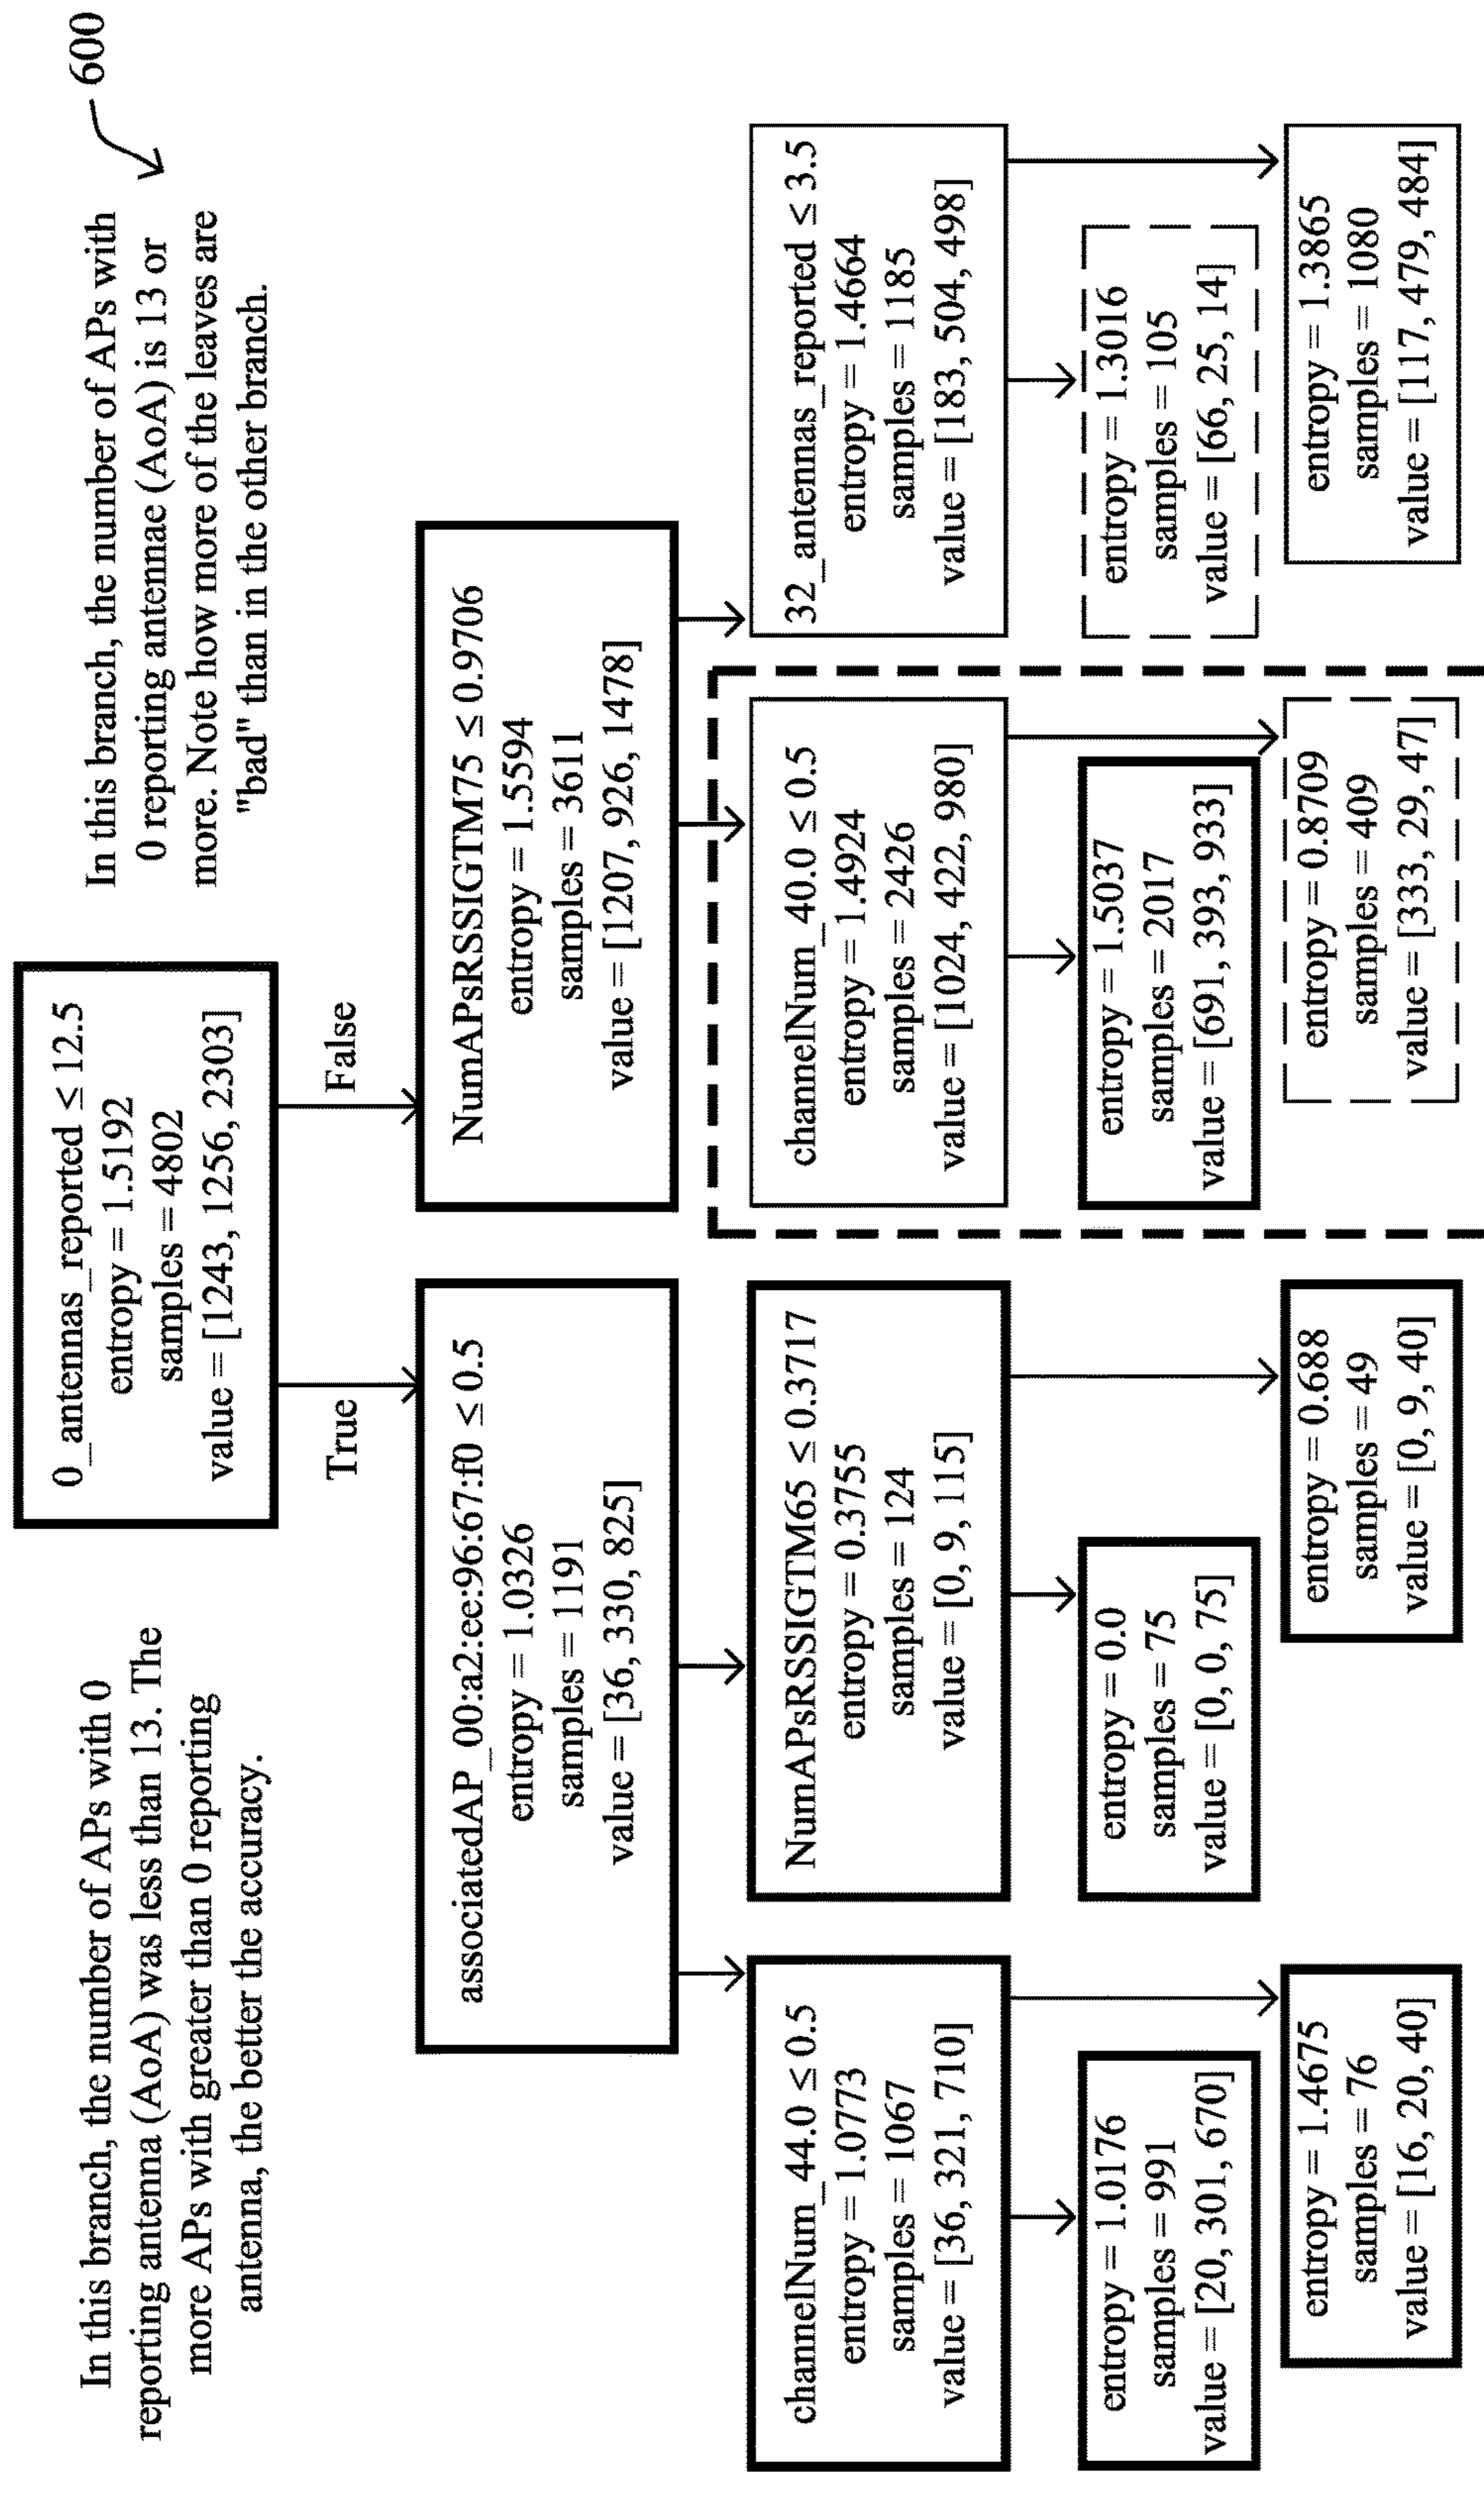 600
In this branch, the number of APs with 0
reporting antenna (AoA) was less than 13. The
more APs with greater than 0 reporting
antenna, the better the accuracy.
0_antennas_reported ≤ 12.5
entropy = 1.5192
samples = 4802
value = [1243, 1256, 2303]
In this branch, the number of APs with
0 reporting antennae (AoA) is 13 or
more. Note how more of the leaves are
"bad" than in the other branch.
True
False
associatedAP_00:a2:ee:96:67:f0 ≤ 0.5
entropy = 1.0326
samples = 1191
value = [36, 330, 825]
NumAPsRSSIGTM75 ≤ 0.9706
entropy = 1.5594
samples = 3611
value = [1207, 926, 1478]
channelNum_44.0 ≤ 0.5
entropy = 1.0773
samples = 1067
value = [36, 321, 710]
NumAPsRSSIGTM65 ≤ 0.3717
entropy = 0.3755
samples = 124
value = [0, 9, 115]
channelNum_40.0 ≤ 0.5
entropy = 1.4924
samples = 2426
value = [1024, 422, 980]
32_antennas_reported ≤ 3.5
entropy = 1.4664
samples = 1185
value = [183, 504, 498]
entropy = 1.0176
samples = 991
value = [20, 301, 670]
entropy = 0.0
samples = 75
value = [0, 0, 75]
entropy = 1.5037
samples = 2017
value = [691, 393, 933]
entropy = 1.3016
samples = 105
value = [66, 25, 14]
entropy = 1.4675
samples = 76
value = [16, 20, 40]
entropy = 0.688
samples = 49
value = [0, 9, 40]
entropy = 0.8709
samples = 409
value = [333, 29, 47]
entropy = 1.3865
samples = 1080
value = [117, 479, 484]